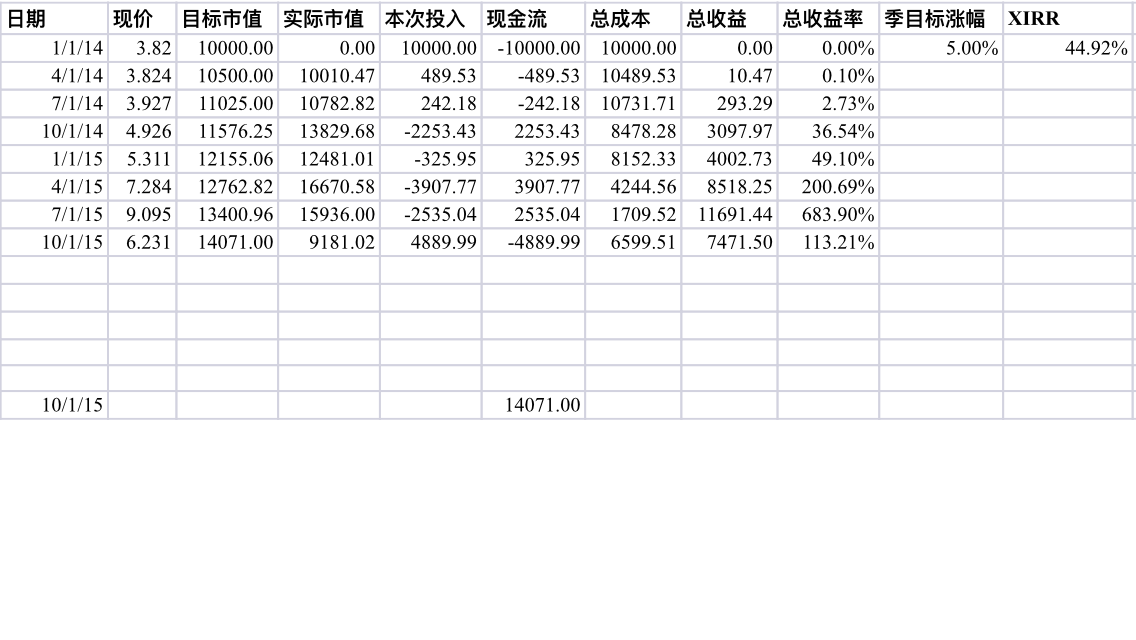 日期 现价 目标市值 实际市值 本次投入 现金流 总成本 总收益 总收益率 季目标涨幅 XIRR
1/1/14 3.82 10000.00 0.00 10000.00 -10000.00 10000.00 0.00 0.00% 5.00% 44.92%
4/1/14 3.824 10500.00 10010.47 489.53 -489.53 10489.53 10.47 0.10%
7/1/14 3.927 11025.00 10782.82 242.18 -242.18 10731.71 293.29 2.73%
10/1/14 4.926 11576.25 13829.68 -2253.43 2253.43 8478.28 3097.97 36.54%
1/1/15 5.311 12155.06 12481.01 -325.95 325.95 8152.33 4002.73 49.10%
4/1/15 7.284 12762.82 16670.58 -3907.77 3907.77 4244.56 8518.25 200.69%
7/1/15 9.095 13400.96 15936.00 -2535.04 2535.04 1709.52 11691.44 683.90%
10/1/15 6.231 14071.00 9181.02 4889.99 -4889.99 6599.51 7471.50 113.21%
10/1/15 14071.00